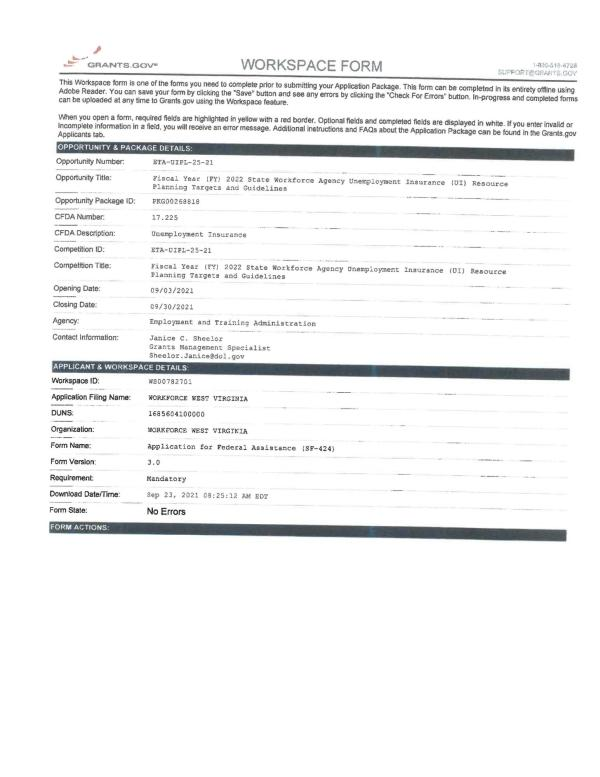 GRANTS.GOV℠
WORKSPACE FORM
1-800-518-4726
SUPPORT@GRANTS.GOV
This Workspace form is one of the forms you need to complete prior to submitting your Application Package. This form can be completed in its entirety offline using
Adobe Reader. You can save your form by clicking the "Save" button and see any errors by clicking the "Check For Errors" button. In-progress and completed forms
can be uploaded at any time to Grants.gov using the Workspace feature.
When you open a form, required fields are highlighted in yellow with a red border. Optional fields and completed fields are displayed in white. If you enter invalid or
incomplete information in a field, you will receive an error message. Additional instructions and FAQs about the Application Package can be found in the Grants.gov
Applicants tab.
OPPORTUNITY & PACKAGE DETAILS:
Opportunity Number: ETA-UIPL-25-21
Opportunity Title: Fiscal Year (FY) 2022 State Workforce Agency Unemployment Insurance (UI) Resource
Planning Targets and Guidelines
Opportunity Package ID: PKG00268818
CFDA Number: 17.225
CFDA Description: Unemployment Insurance
Competition ID: ETA-UIPL-25-21
Competition Title: Fiscal Year (FY) 2022 State Workforce Agency Unemployment Insurance (UI) Resource
Planning Targets and Guidelines
Opening Date: 09/03/2021
Closing Date: 09/30/2021
Agency: Employment and Training Administration
Contact Information: Janice C. Sheelor
Grants Management Specialist
Sheelor.Janice@dol.gov
APPLICANT & WORKSPACE DETAILS:
Workspace ID: WS00782701
Application Filing Name: WORKFORCE WEST VIRGINIA
DUNS: 1685604100000
Organization: WORKFORCE WEST VIRGINIA
Form Name: Application for Federal Assistance (SF-424)
Form Version: 3.0
Requirement: Mandatory
Download Date/Time: Sep 23, 2021 08:25:12 AM EDT
Form State: No Errors
FORM ACTIONS: